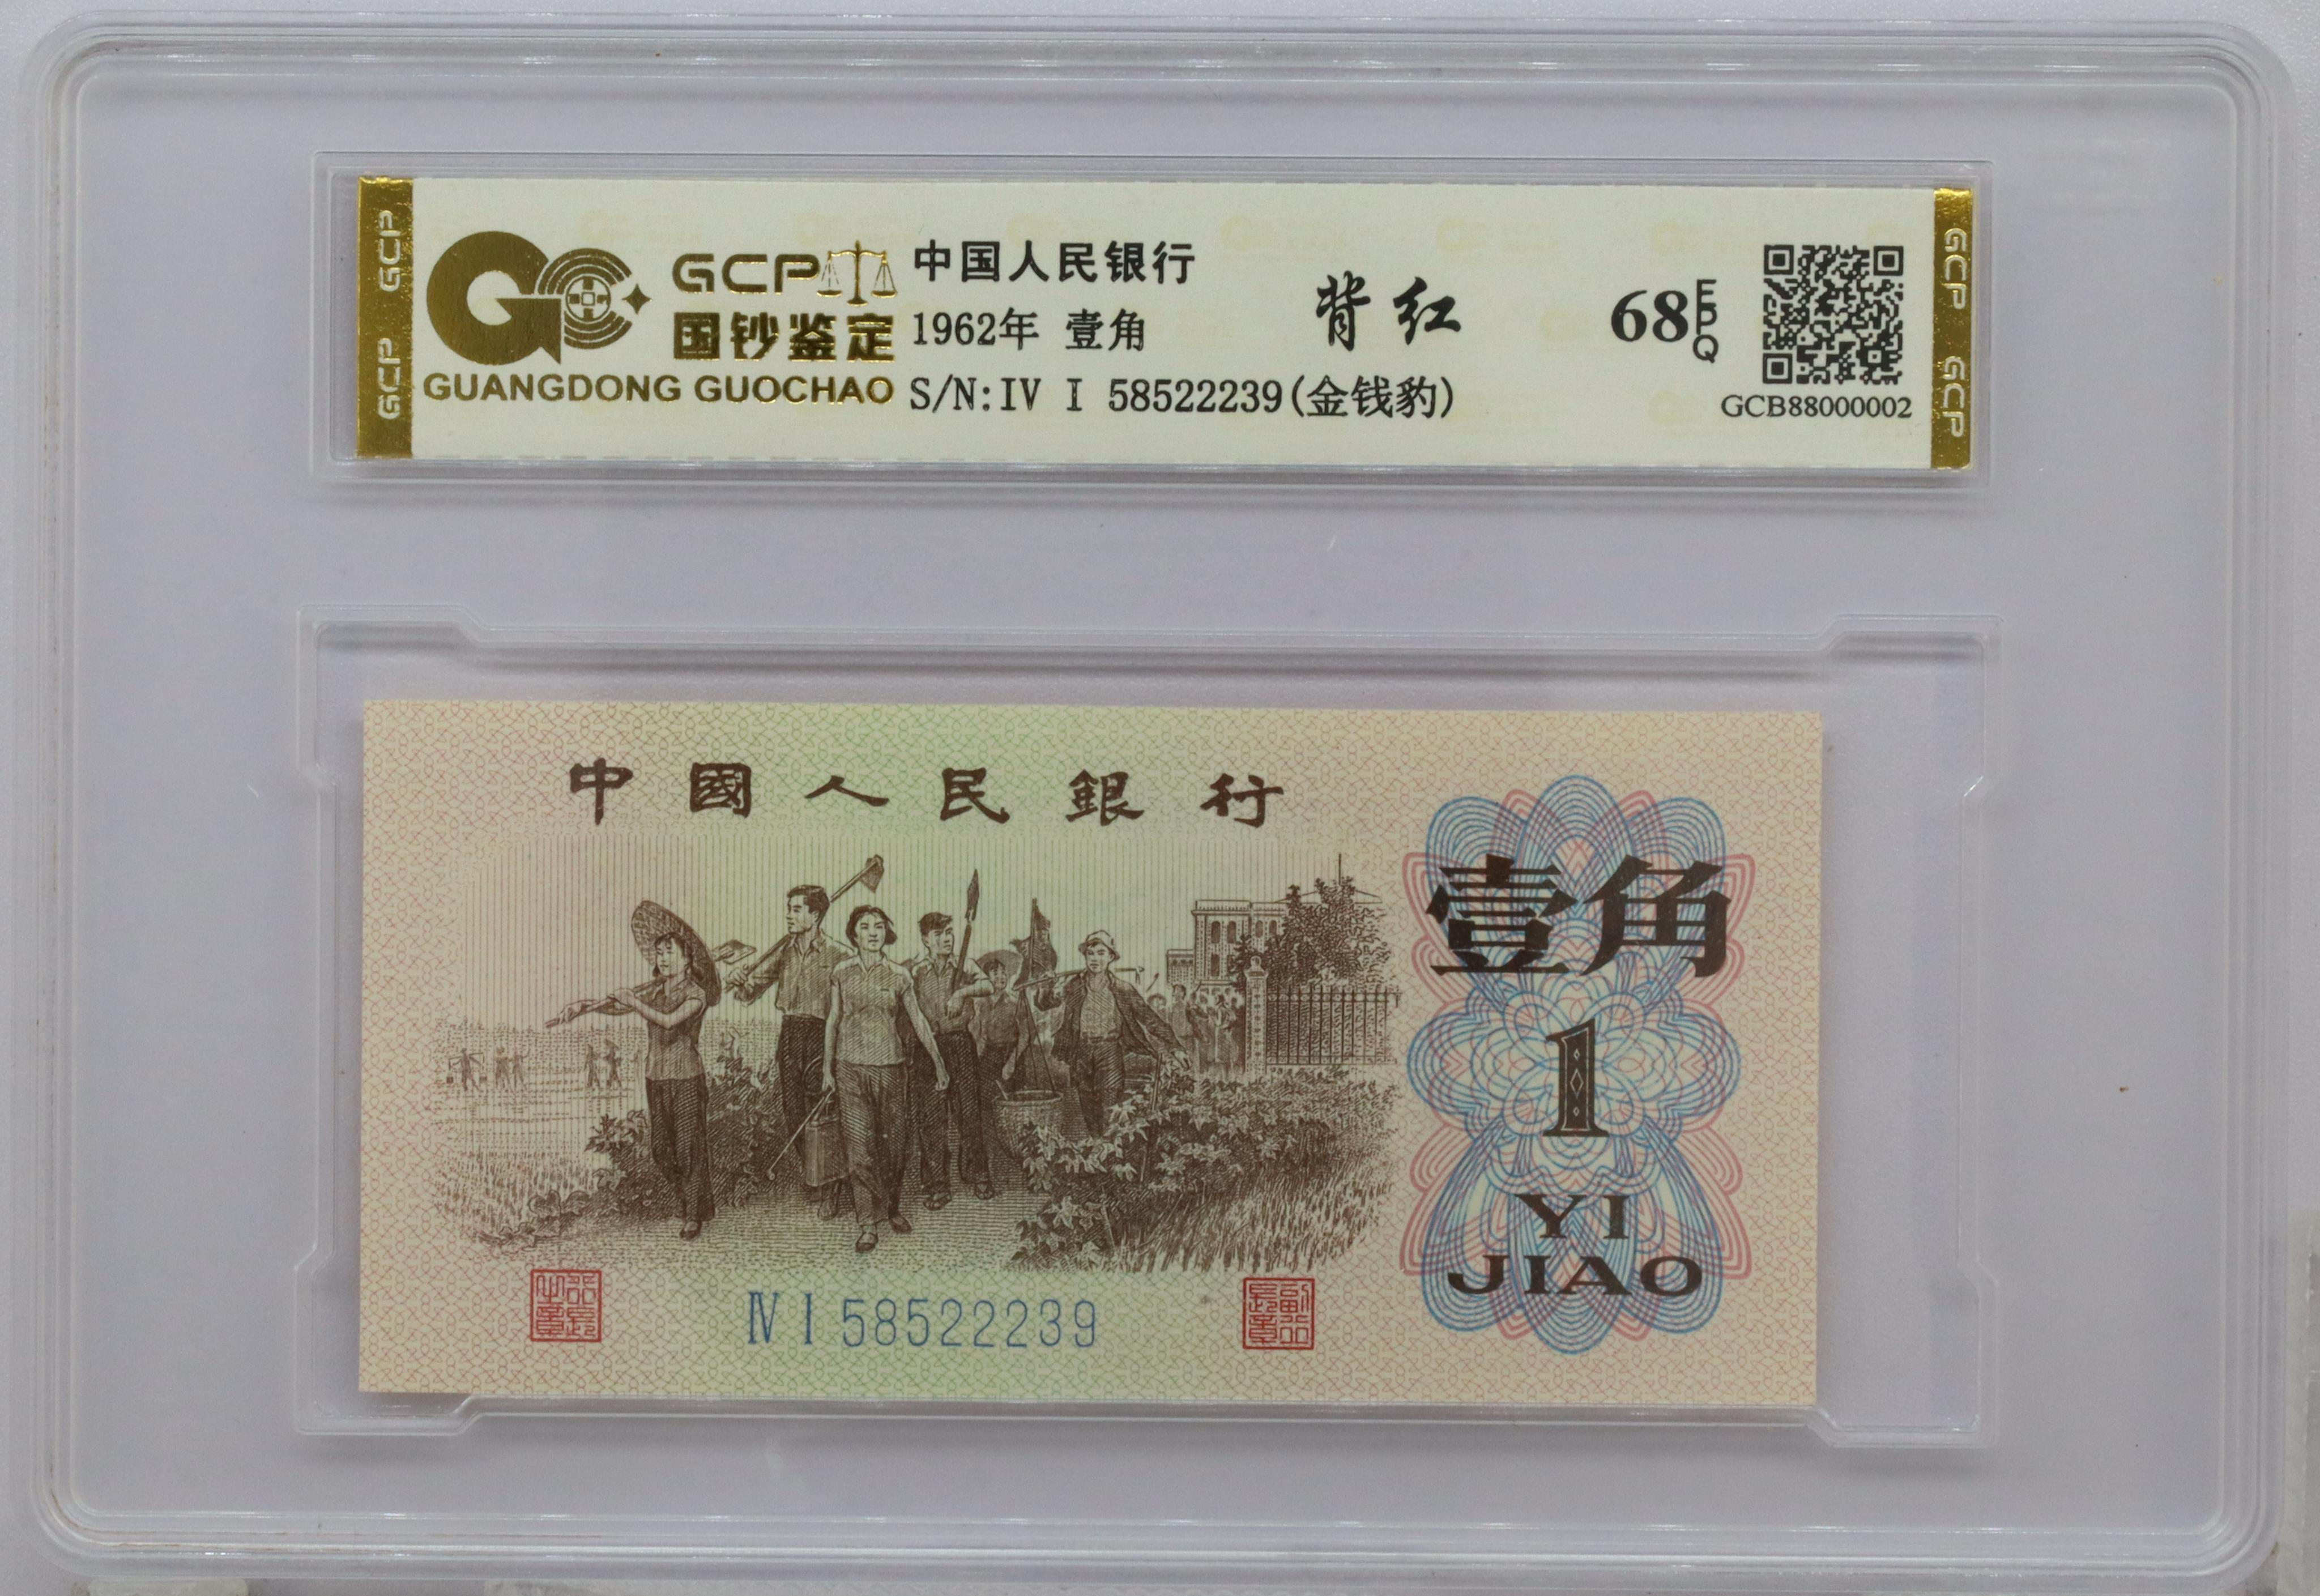 GCP GCP
GCP
国钞鉴定
GUANGDONG GUOCHAO
中国人民银行
1962年 壹角
S/N:IV I 58522239(金钱豹)
背红
68 EPQ
GCB88000002
GCP GCP
中國人民銀行
壹角
1
YI
JIAO
Ⅳ Ⅰ 58522239